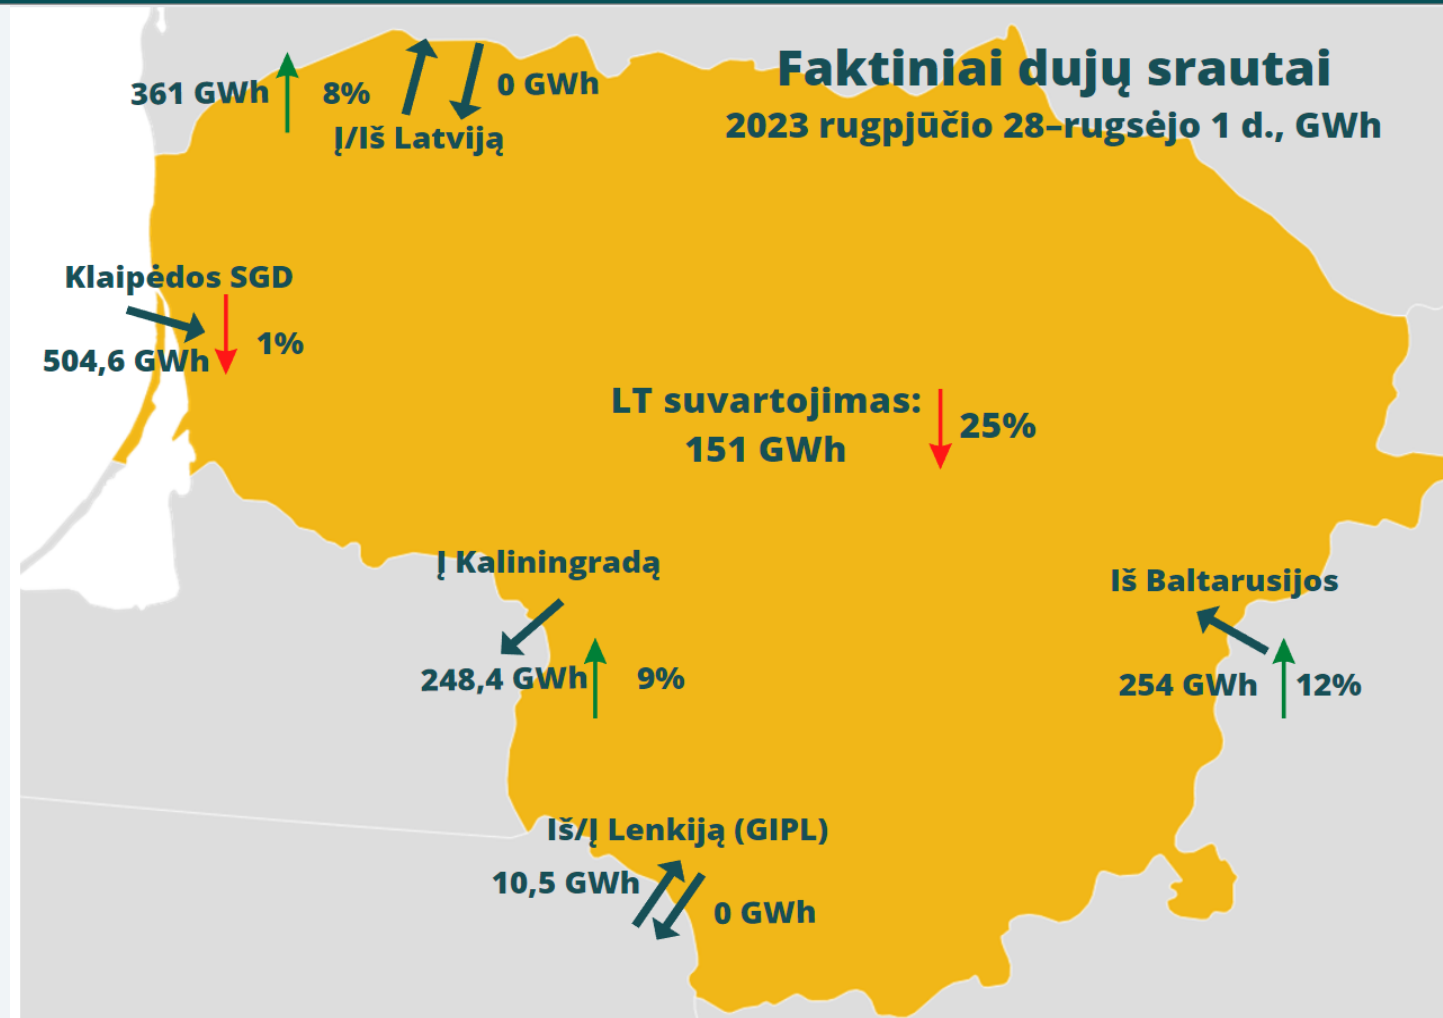 Faktiniai dujų srautai
2023 rugpjūčio 28–rugsėjo 1 d., GWh
361 GWh
8%
0 GWh
Į/Iš Latviją
Klaipėdos SGD
1%
504,6 GWh
LT suvartojimas:
151 GWh
25%
Į Kaliningradą
248,4 GWh
9%
Iš Baltarusijos
254 GWh
12%
Iš/Į Lenkiją (GIPL)
10,5 GWh
0 GWh